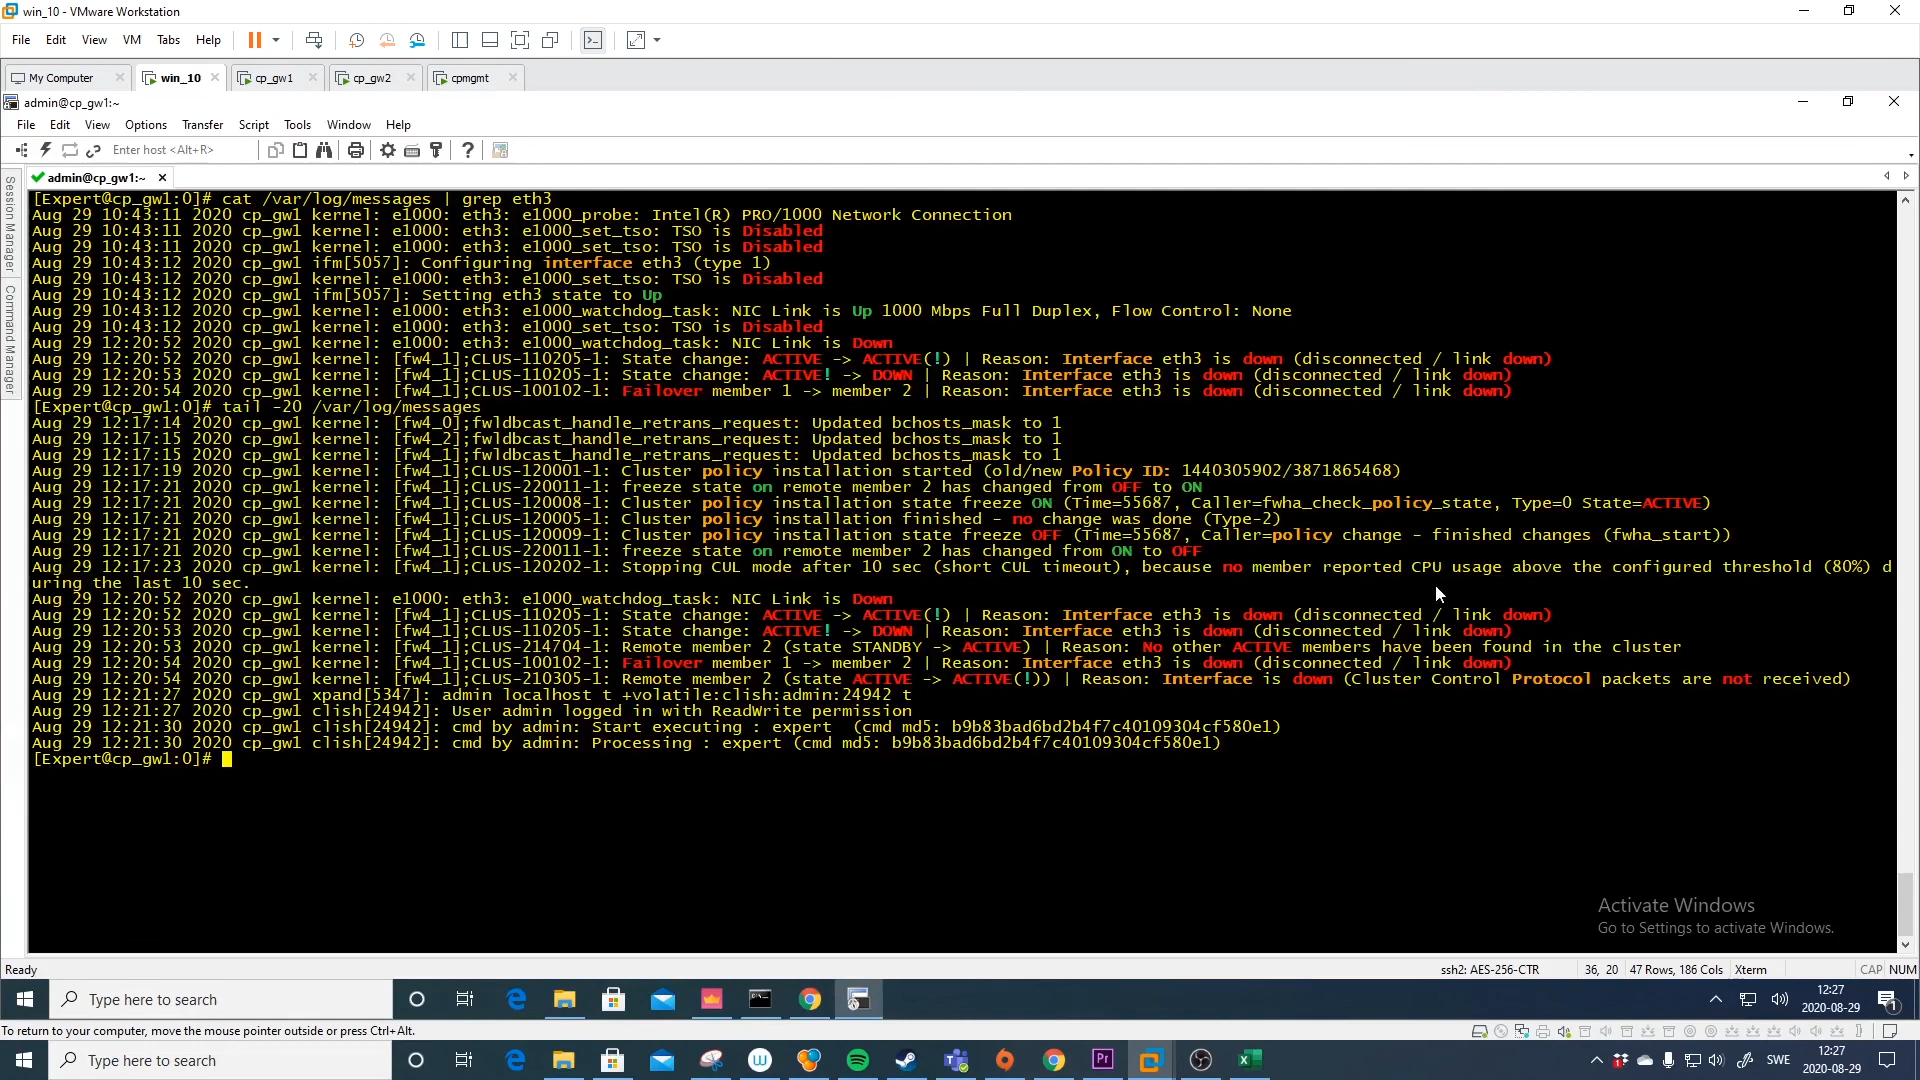 win_10 - VMware Workstation
File Edit View VM Tabs Help
My Computer win_10 cp_gw1 cp_gw2 cpmgmt
admin@cp_gw1:~
File Edit View Options Transfer Script Tools Window Help
Enter host <Alt+R>
admin@cp_gw1:~
Session Manager
Command Manager
[Expert@cp_gw1:0]# cat /var/log/messages | grep eth3
Aug 29 10:43:11 2020 cp_gw1 kernel: e1000: eth3: e1000_probe: Intel(R) PRO/1000 Network Connection
Aug 29 10:43:11 2020 cp_gw1 kernel: e1000: eth3: e1000_set_tso: TSO is Disabled
Aug 29 10:43:11 2020 cp_gw1 kernel: e1000: eth3: e1000_set_tso: TSO is Disabled
Aug 29 10:43:12 2020 cp_gw1 ifm[5057]: Configuring interface eth3 (type 1)
Aug 29 10:43:12 2020 cp_gw1 kernel: e1000: eth3: e1000_set_tso: TSO is Disabled
Aug 29 10:43:12 2020 cp_gw1 ifm[5057]: Setting eth3 state to Up
Aug 29 10:43:12 2020 cp_gw1 kernel: e1000: eth3: e1000_watchdog_task: NIC Link is Up 1000 Mbps Full Duplex, Flow Control: None
Aug 29 10:43:12 2020 cp_gw1 kernel: e1000: eth3: e1000_set_tso: TSO is Disabled
Aug 29 12:20:52 2020 cp_gw1 kernel: e1000: eth3: e1000_watchdog_task: NIC Link is Down
Aug 29 12:20:52 2020 cp_gw1 kernel: [fw4_1];CLUS-110205-1: State change: ACTIVE -> ACTIVE(!) | Reason: Interface eth3 is down (disconnected / link down)
Aug 29 12:20:53 2020 cp_gw1 kernel: [fw4_1];CLUS-110205-1: State change: ACTIVE! -> DOWN | Reason: Interface eth3 is down (disconnected / link down)
Aug 29 12:20:54 2020 cp_gw1 kernel: [fw4_1];CLUS-100102-1: Failover member 1 -> member 2 | Reason: Interface eth3 is down (disconnected / link down)
[Expert@cp_gw1:0]# tail -20 /var/log/messages
Aug 29 12:17:14 2020 cp_gw1 kernel: [fw4_0];fwldbcast_handle_retrans_request: Updated bchosts_mask to 1
Aug 29 12:17:15 2020 cp_gw1 kernel: [fw4_2];fwldbcast_handle_retrans_request: Updated bchosts_mask to 1
Aug 29 12:17:15 2020 cp_gw1 kernel: [fw4_1];fwldbcast_handle_retrans_request: Updated bchosts_mask to 1
Aug 29 12:17:19 2020 cp_gw1 kernel: [fw4_1];CLUS-120001-1: Cluster policy installation started (old/new Policy ID: 1440305902/3871865468)
Aug 29 12:17:21 2020 cp_gw1 kernel: [fw4_1];CLUS-220011-1: freeze state on remote member 2 has changed from OFF to ON
Aug 29 12:17:21 2020 cp_gw1 kernel: [fw4_1];CLUS-120008-1: Cluster policy installation state freeze ON (Time=55687, Caller=fwha_check_policy_state, Type=0 State=ACTIVE)
Aug 29 12:17:21 2020 cp_gw1 kernel: [fw4_1];CLUS-120005-1: Cluster policy installation finished - no change was done (Type-2)
Aug 29 12:17:21 2020 cp_gw1 kernel: [fw4_1];CLUS-120009-1: Cluster policy installation state freeze OFF (Time=55687, Caller=policy change - finished changes (fwha_start))
Aug 29 12:17:21 2020 cp_gw1 kernel: [fw4_1];CLUS-220011-1: freeze state on remote member 2 has changed from ON to OFF
Aug 29 12:17:23 2020 cp_gw1 kernel: [fw4_1];CLUS-120202-1: Stopping CUL mode after 10 sec (short CUL timeout), because no member reported CPU usage above the configured threshold (80%) d
uring the last 10 sec.
Aug 29 12:20:52 2020 cp_gw1 kernel: e1000: eth3: e1000_watchdog_task: NIC Link is Down
Aug 29 12:20:52 2020 cp_gw1 kernel: [fw4_1];CLUS-110205-1: State change: ACTIVE -> ACTIVE(!) | Reason: Interface eth3 is down (disconnected / link down)
Aug 29 12:20:53 2020 cp_gw1 kernel: [fw4_1];CLUS-110205-1: State change: ACTIVE! -> DOWN | Reason: Interface eth3 is down (disconnected / link down)
Aug 29 12:20:54 2020 cp_gw1 kernel: [fw4_1];CLUS-214704-1: Remote member 2 (state STANDBY -> ACTIVE) | Reason: No other ACTIVE members have been found in the cluster
Aug 29 12:20:54 2020 cp_gw1 kernel: [fw4_1];CLUS-100102-1: Failover member 1 -> member 2 | Reason: Interface eth3 is down (disconnected / link down)
Aug 29 12:20:54 2020 cp_gw1 kernel: [fw4_1];CLUS-210305-1: Remote member 2 (state ACTIVE -> ACTIVE(!)) | Reason: Interface is down (Cluster Control Protocol packets are not received)
Aug 29 12:21:27 2020 cp_gw1 xpand[5347]: admin localhost t +volatile:clish:admin:24942 t
Aug 29 12:21:27 2020 cp_gw1 clish[24942]: User admin logged in with ReadWrite permission
Aug 29 12:21:30 2020 cp_gw1 clish[24942]: cmd by admin: Start executing : expert (cmd md5: b9b83bad6bd2b4f7c40109304cf580e1)
Aug 29 12:21:30 2020 cp_gw1 clish[24942]: cmd by admin: Processing : expert (cmd md5: b9b83bad6bd2b4f7c40109304cf580e1)
[Expert@cp_gw1:0]#
Activate Windows
Go to Settings to activate Windows.
Ready ssh2: AES-256-CTR 36, 20 47 Rows, 186 Cols Xterm CAP NUM
Type here to search 12:27
2020-08-29 1
To return to your computer, move the mouse pointer outside or press Ctrl+Alt.
Type here to search Pr SWE 12:27
2020-08-29